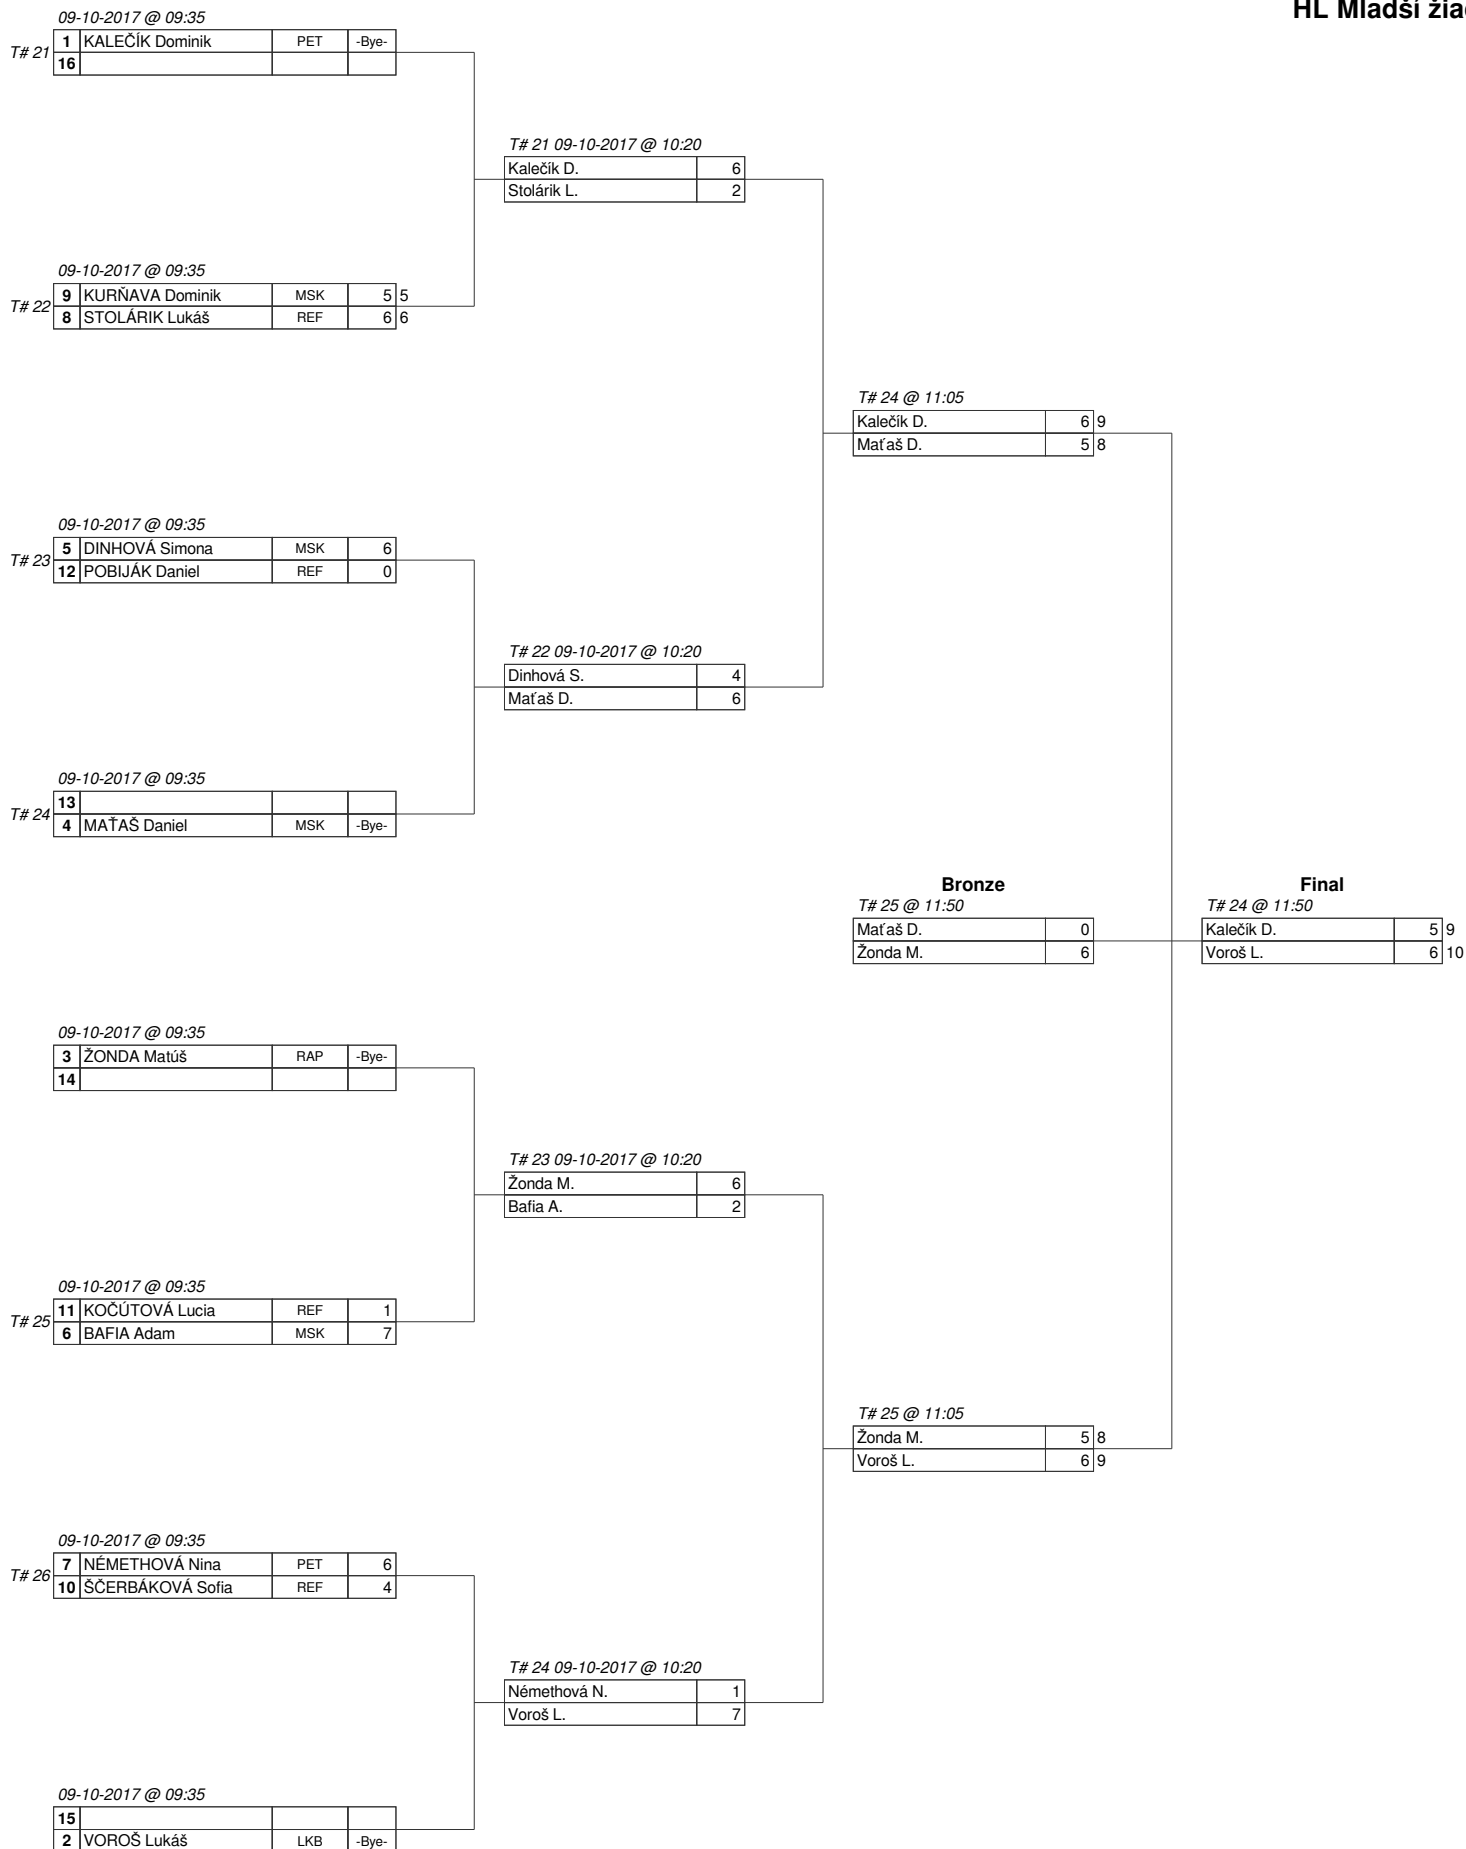 HL Mladší
09-10-2017 @ 09:35
T# 21
1 KALEČÍK Dominik PET -Bye-
16
T# 21 09-10-2017 @ 10:20
Kalečík D. 6
Stolárik L. 2
09-10-2017 @ 09:35
T# 22
9 KURŇAVA Dominik MSK 5 5
8 STOLÁRIK Lukáš REF 6 6
T# 24 @ 11:05
Kalečík D. 6 9
Maťaš D. 5 8
09-10-2017 @ 09:35
T# 23
5 DINHOVÁ Simona MSK 6
12 POBIJÁK Daniel REF 0
T# 22 09-10-2017 @ 10:20
Dinhová S. 4
Maťaš D. 6
09-10-2017 @ 09:35
T# 24
13
4 MAŤAŠ Daniel MSK -Bye-
Bronze
T# 25 @ 11:50
Maťaš D. 0
Žonda M. 6
Final
T# 24 @ 11:50
Kalečík D. 5 9
Voroš L. 6 10
09-10-2017 @ 09:35
3 ŽONDA Matúš RAP -Bye-
14
T# 23 09-10-2017 @ 10:20
Žonda M. 6
Bafia A. 2
09-10-2017 @ 09:35
T# 25
11 KOČÚTOVÁ Lucia REF 1
6 BAFIA Adam MSK 7
T# 25 @ 11:05
Žonda M. 5 8
Voroš L. 6 9
09-10-2017 @ 09:35
T# 26
7 NÉMETHOVÁ Nina PET 6
10 ŠČERBÁKOVÁ Sofia REF 4
T# 24 09-10-2017 @ 10:20
Némethová N. 1
Voroš L. 7
09-10-2017 @ 09:35
15
2 VOROŠ Lukáš LKB -Bye-